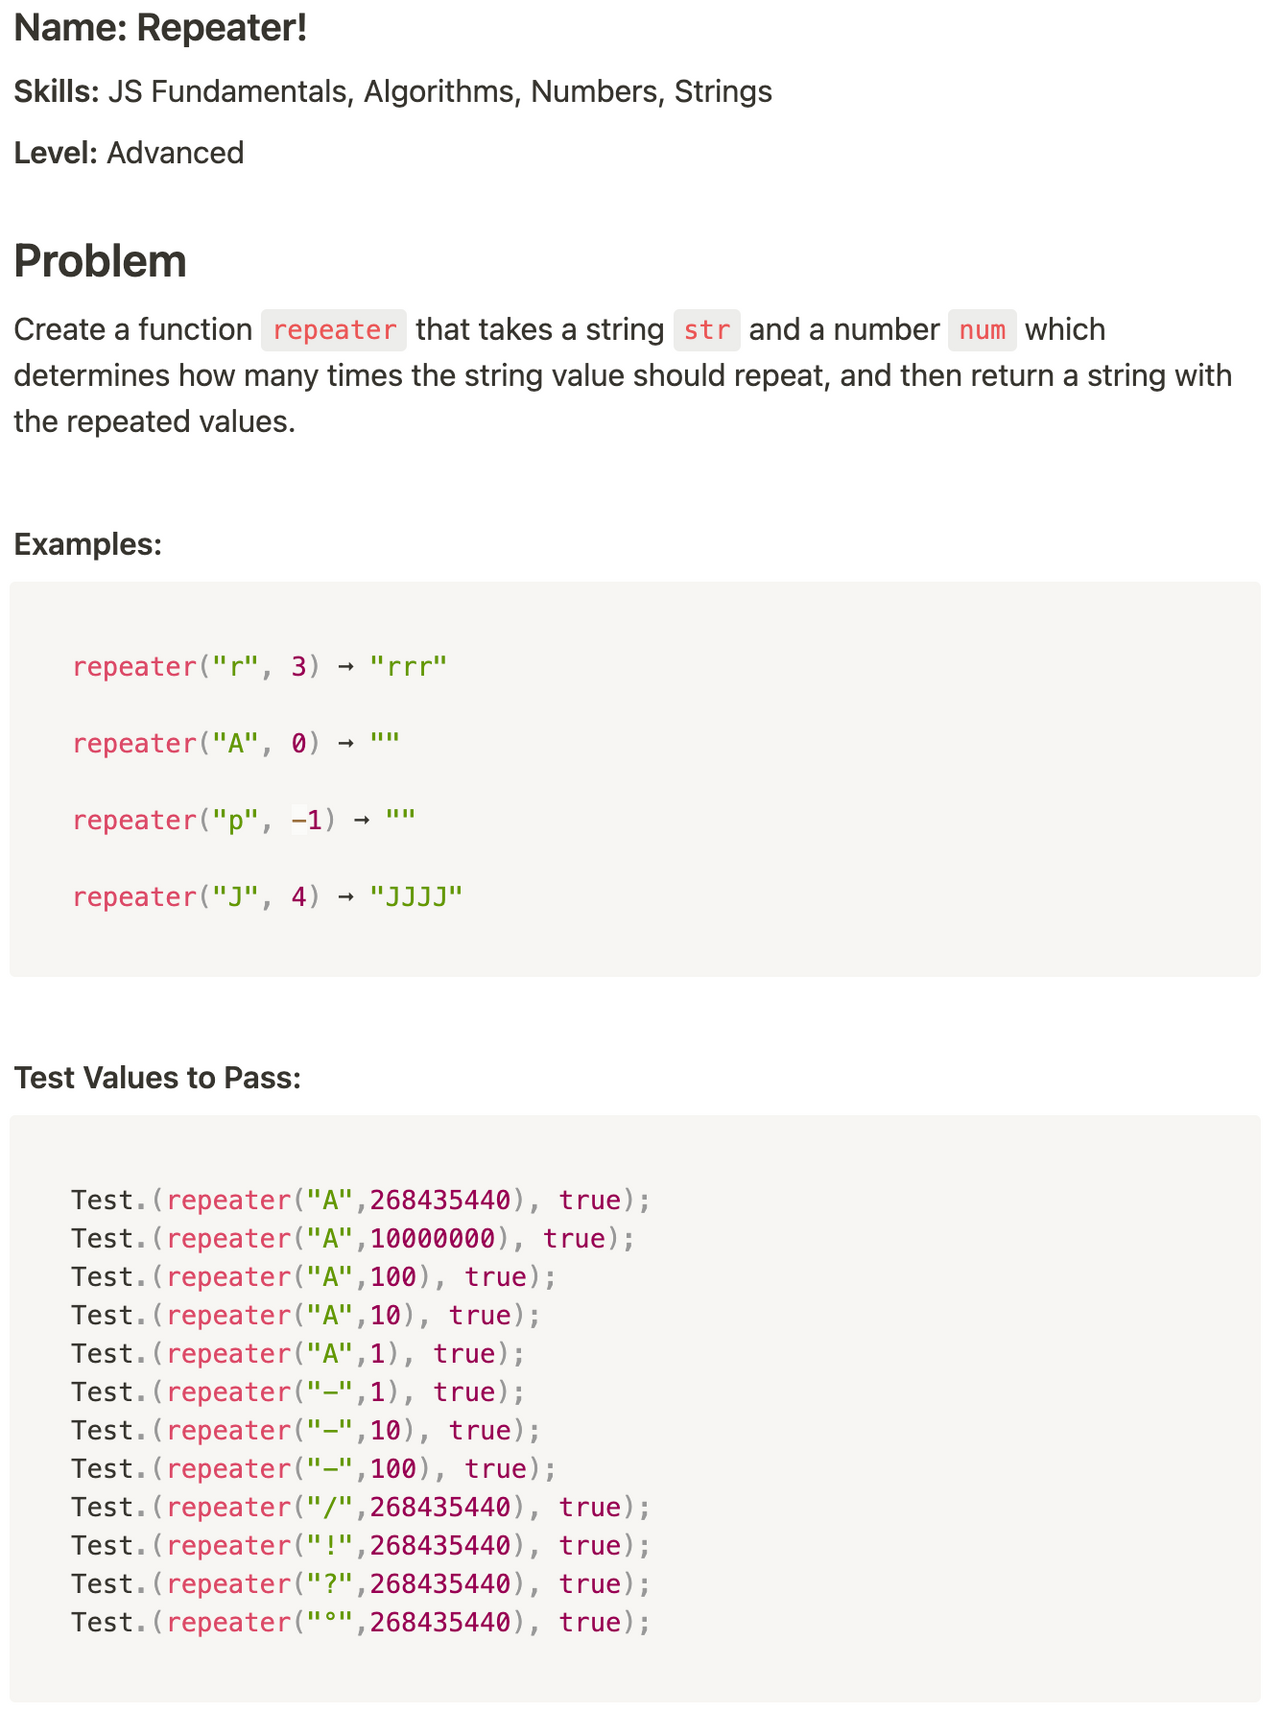 Name: Repeater!
Skills: JS Fundamentals, Algorithms, Numbers, Strings
Level: Advanced
Problem
Create a function repeater that takes a string str and a number num which
determines how many times the string value should repeat, and then return a string with
the repeated values.
Examples:
repeater("r", 3) → "rrr"
repeater("A", 0) → ""
repeater("p", -1) → ""
repeater("J", 4) → "JJJJ"
Test Values to Pass:
Test.(repeater("A",268435440), true);
Test.(repeater("A",10000000), true);
Test.(repeater("A",100), true);
Test.(repeater("A",10), true);
Test.(repeater("A",1), true);
Test.(repeater("-",1), true);
Test.(repeater("-",10), true);
Test.(repeater("-",100), true);
Test.(repeater("/",268435440), true);
Test.(repeater("!",268435440), true);
Test.(repeater("?",268435440), true);
Test.(repeater("°",268435440), true);